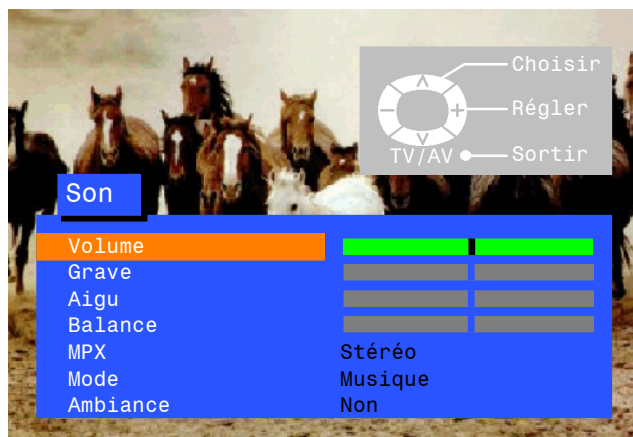 Choisir
Régler
TV/AV Sortir
Son
Volume
Grave
Aigu
Balance
MPX Stéréo
Mode Musique
Ambiance Non